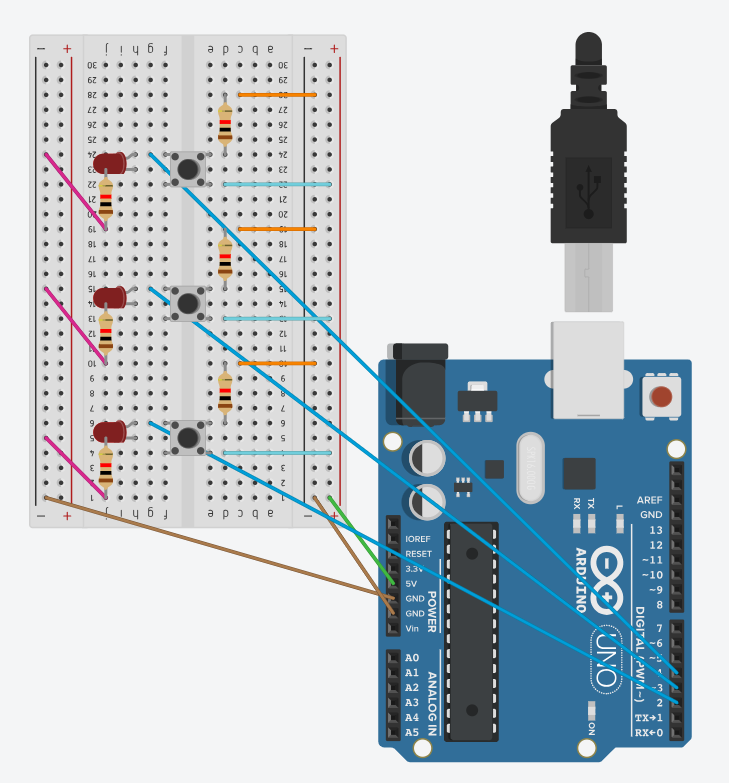 − + j i h g f e d c b a − +
30 30
29 29
28 28
27 27
26 26
25 25
24 24
23 23
22 22
21 21
20 20
19 19
18 18
17 17
16 16
15 15
14 14
13 13
12 12
11 11
10 10
9 9
8 8
7 7
6 6
5 5
4 4
3 3
2 2
1 1
− + j i h g f e d c b a − +
IOREF
RESET
3.3V
5V
GND
GND
Vin
POWER
A0
A1
A2
A3
A4
A5
ANALOG IN
RX
TX
L
ARDUINO
UNO
ON
AREF
GND
13
12
~11
~10
~9
8
7
~6
~5
4
~3
2
TX→1
RX←0
DIGITAL (PWM~)